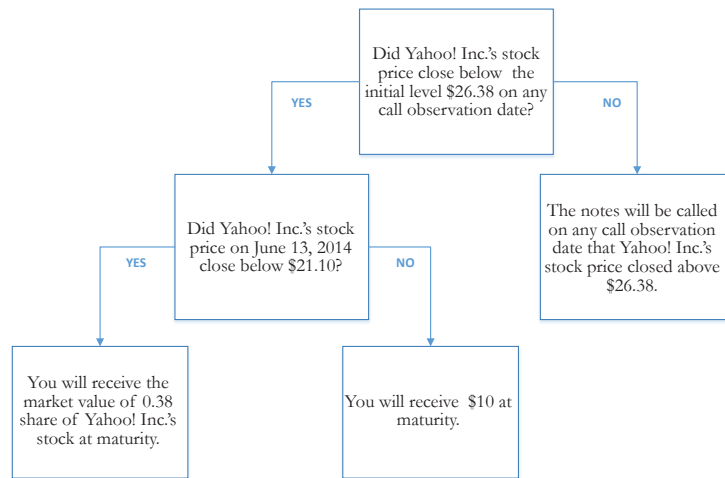 Did Yahoo! Inc.'s stock
price close below the
initial level $26.38 on any
call observation date?
YES
NO
Did Yahoo! Inc.'s stock
price on June 13, 2014
close below $21.10?
The notes will be called
on any call observation
date that Yahoo! Inc.'s
stock price closed above
$26.38.
YES
NO
You will receive the
market value of 0.38
share of Yahoo! Inc.'s
stock at maturity.
You will receive $10 at
maturity.